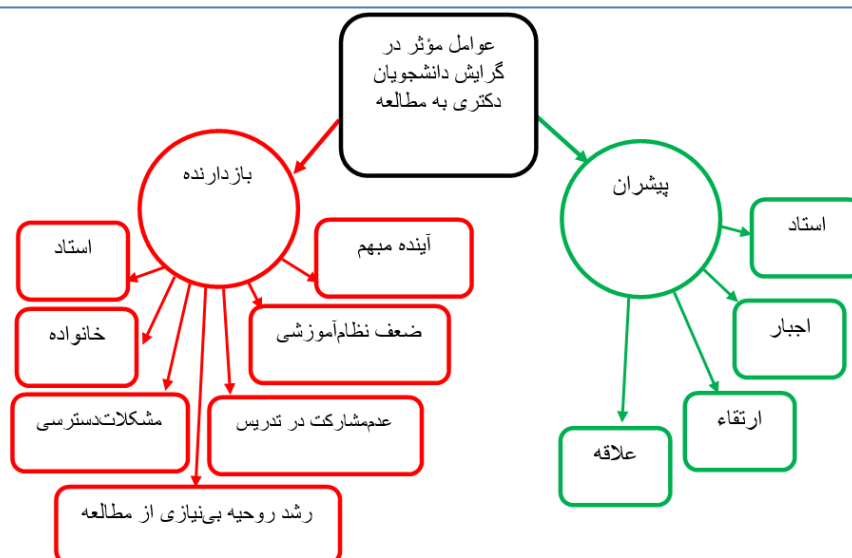 عوامل مؤثر در
گرایش دانشجویان
دکتری به مطالعه
پیشران
استاد
اجبار
ارتقاء
علاقه
بازدارنده
آینده مبهم
ضعف نظام‌آموزشی
عدم‌مشارکت در تدریس
رشد روحیه بی‌نیازی از مطالعه
مشکلات‌دسترسی
خانواده
استاد